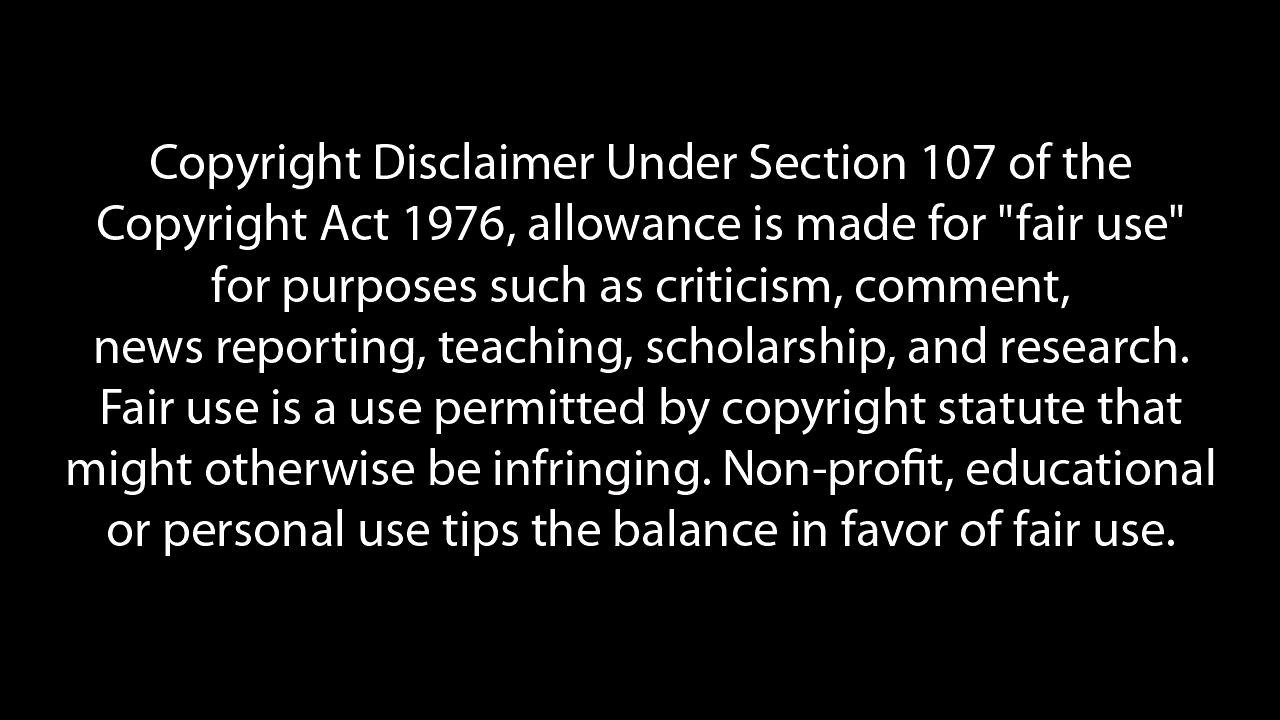 Copyright Disclaimer Under Section 107 of the
Copyright Act 1976, allowance is made for "fair use"
for purposes such as criticism, comment,
news reporting, teaching, scholarship, and research.
Fair use is a use permitted by copyright statute that
might otherwise be infringing. Non-profit, educational
or personal use tips the balance in favor of fair use.